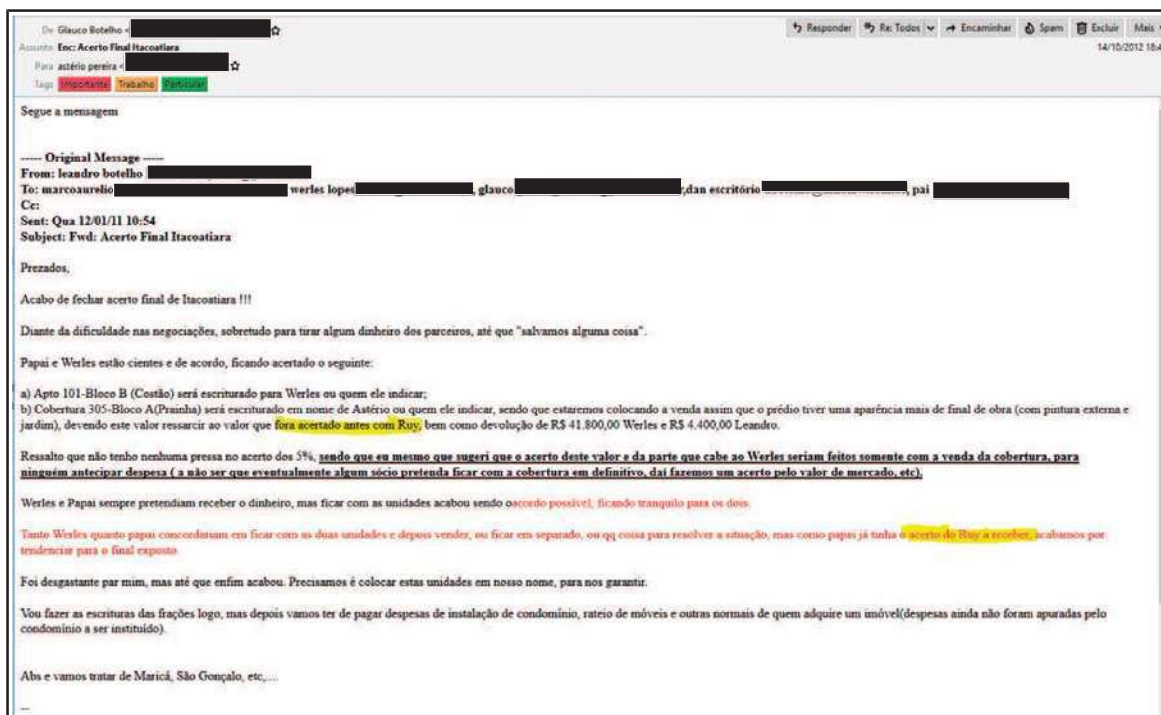 De Glauco Botelho <
Responder Re: Todos Encaminhar Spam Excluir Mais
Assunto Enc: Acerto Final Itacoatiara
14/10/2012 18:4
Para astério pereira <
Tags Importante Trabalho Particular
Segue a mensagem
----- Original Message -----
From: leandro botelho
To: marcoaurelio werles lopes , glauco ,dan escritório , pai
Cc:
Sent: Qua 12/01/11 10:54
Subject: Fwd: Acerto Final Itacoatiara
Prezados,
Acabo de fechar acerto final de Itacoatiara !!!
Diante da dificuldade nas negociações, sobretudo para tirar algum dinheiro dos parceiros, até que "salvamos alguma coisa".
Papai e Werles estão cientes e de acordo, ficando acertado o seguinte:
a) Apto 101-Bloco B (Costão) será escriturado para Werles ou quem ele indicar;
b) Cobertura 305-Bloco A(Prainha) será escriturado em nome de Astério ou quem ele indicar, sendo que estaremos colocando a venda assim que o prédio tiver uma aparência mais de final de obra (com pintura externa e
jardim), devendo este valor ressarcir ao valor que fora acertado antes com Ruy, bem como devolução de R$ 41.800,00 Werles e R$ 4.400,00 Leandro.
Ressalto que não tenho nenhuma pressa no acerto dos 5%, sendo que eu mesmo que sugeri que o acerto deste valor e da parte que cabe ao Werles seriam feitos somente com a venda da cobertura, para
ninguém antecipar despesa ( a não ser que eventualmente algum sócio pretenda ficar com a cobertura em definitivo, daí fazemos um acerto pelo valor de mercado, etc).
Werles e Papai sempre pretendiam receber o dinheiro, mas ficar com as unidades acabou sendo oacordo possível, ficando tranquilo para os dois.
Tanto Werles quanto papai concordariam em ficar com as duas unidades e depois vender, ou ficar em separado, ou qq coisa para resolver a situação, mas como papai já tinha o acerto do Ruy a receber, acabamos por
tendenciar para o final exposto.
Foi desgastante par mim, mas até que enfim acabou. Precisamos é colocar estas unidades em nosso nome, para nos garantir.
Vou fazer as escrituras das frações logo, mas depois vamos ter de pagar despesas de instalação de condomínio, rateio de móveis e outras normais de quem adquire um imóvel(despesas ainda não foram apuradas pelo
condomínio a ser instituído).
Abs e vamos tratar de Maricá, São Gonçalo, etc,....
--